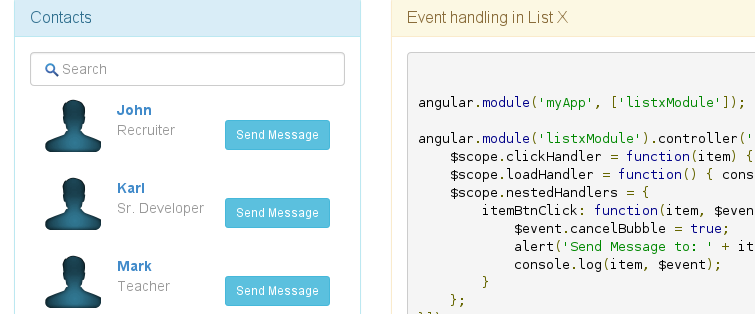 Contacts
Search
John
Recruiter
Send Message
Karl
Sr. Developer
Send Message
Mark
Teacher
Send Message
Event handling in List X
angular.module('myApp', ['listxModule']);
angular.module('listxModule').controller('
$scope.clickHandler = function(item) {
$scope.loadHandler = function() { cons
$scope.nestedHandlers = {
itemBtnClick: function(item, $even
$event.cancelBubble = true;
alert('Send Message to: ' + it
console.log(item, $event);
}
};